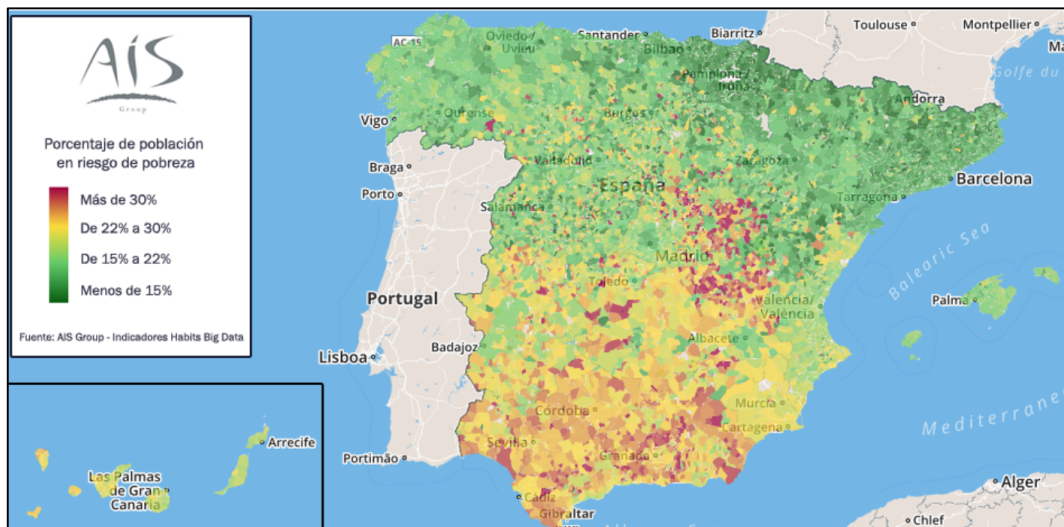 AIS
Group
Porcentaje de población
en riesgo de pobreza
Más de 30%
De 22% a 30%
De 15% a 22%
Menos de 15%
Fuente: AIS Group - Indicadores Habits Big Data
AC-15
Oviedo /
Uvieu
Santander
Bilbao
Biarritz
Toulouse
Montpellier
Ma
Golfe du
Pamplona /
Iruña
Andorra
Vigo
Ourense
Burgos
Braga
Valladolid
Zaragoza
Porto
España
Barcelona
Salamanca
Tarragona
Madrid
Balearic Sea
Toledo
Portugal
Valencia/
València
Palma
Lisboa
Badajoz
Albacete
Murcia
Córdoba
Cartagena
Mediterrane
Portimão
Sevilla
Granada
Cádiz
Gibraltar
Alger
Chlef
Arrecife
Las Palmas
de Gran
Canaria